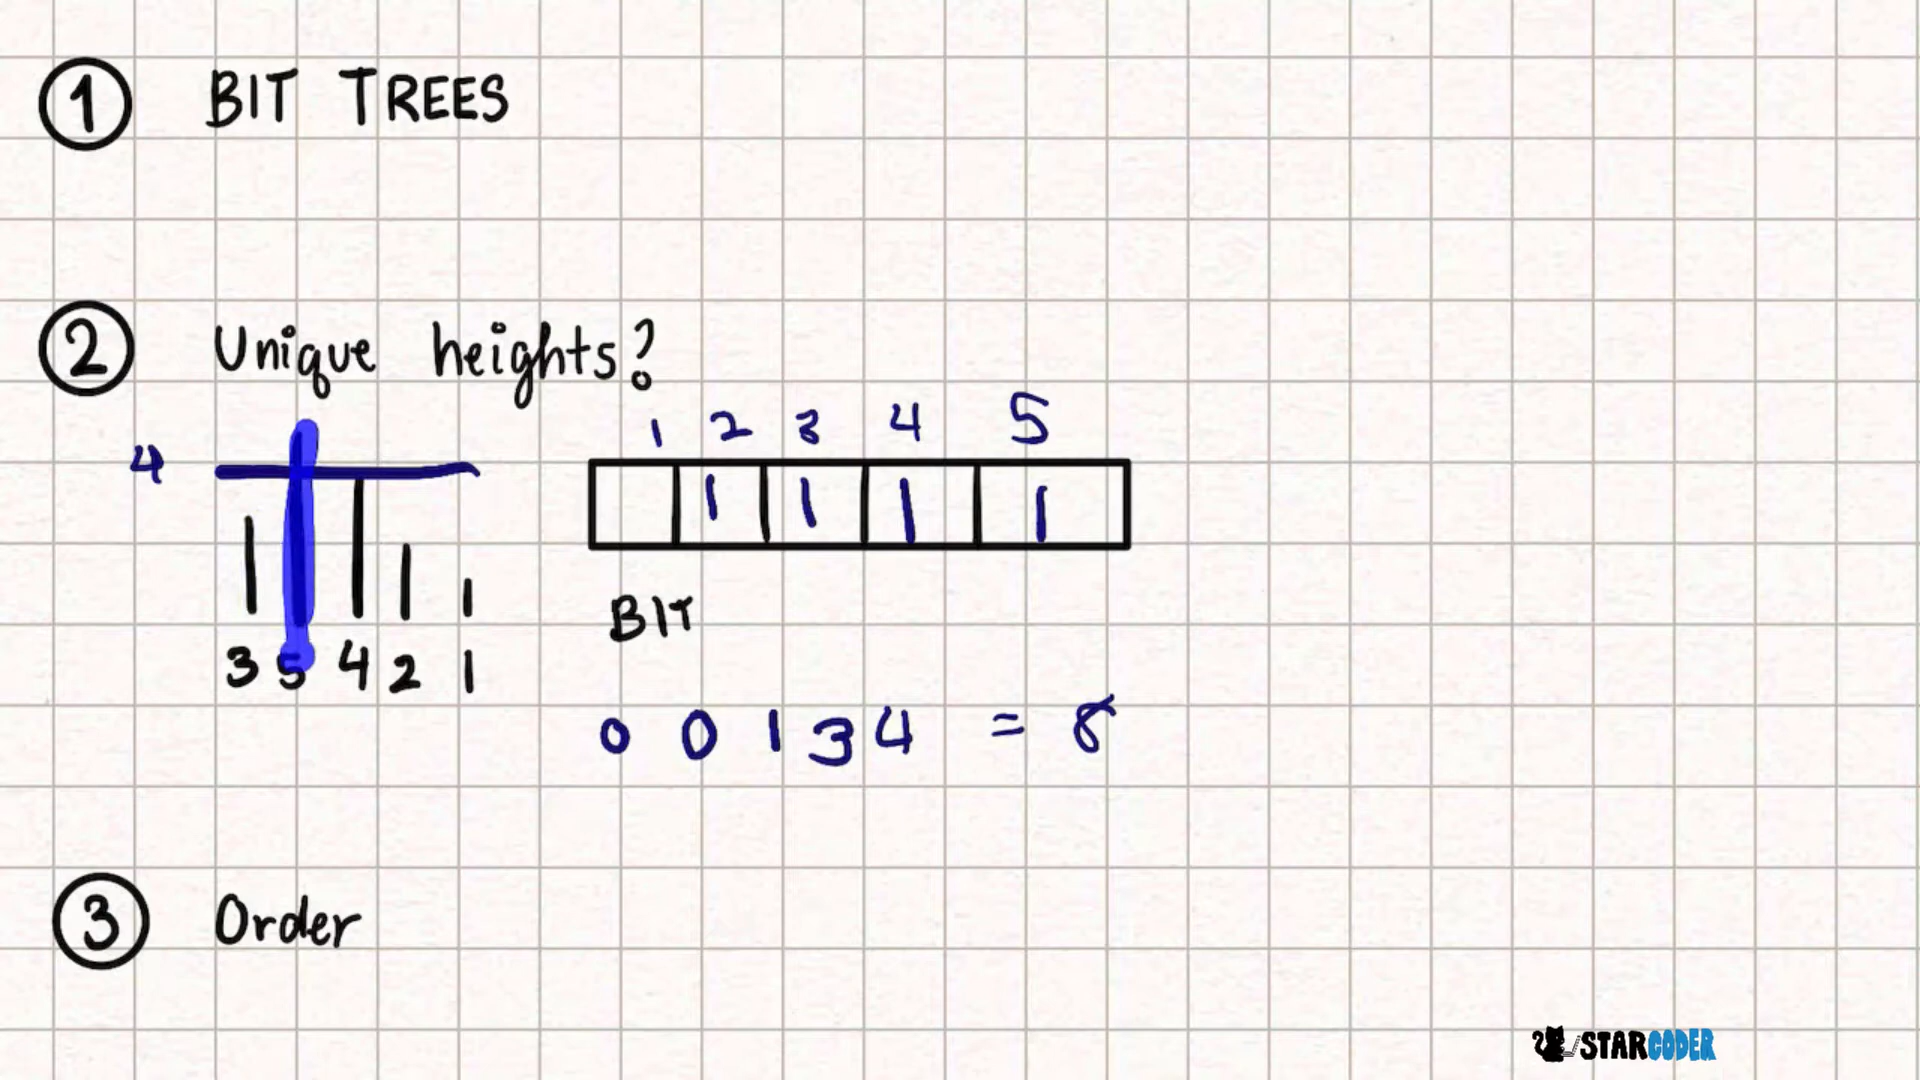 1 BIT TREES
2 Unique heights?
1 2 3 4 5
4
1 1 1 1
BIT
3 5 4 2 1
0 0 1 3 4 = 8
3 Order
STARCODER